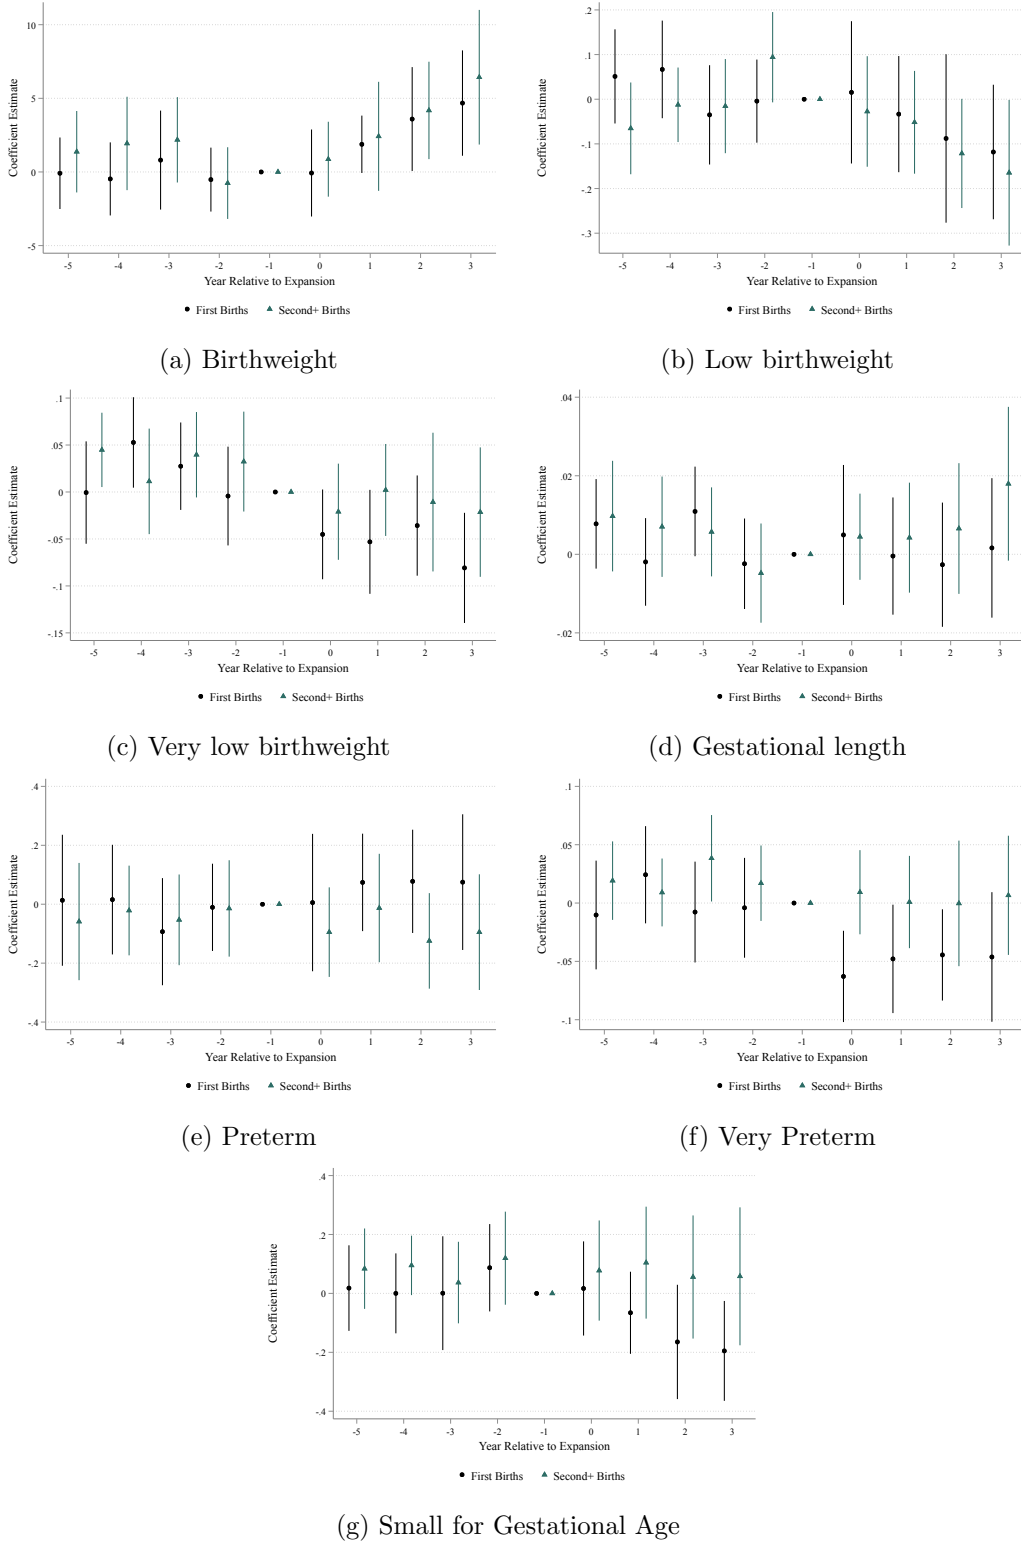 10
5
0
-5
Coefficient Estimate
-5 -4 -3 -2 -1 0 1 2 3
Year Relative to Expansion
First Births Second+ Births
(a) Birthweight
.2
.1
0
-.1
-.2
-.3
Coefficient Estimate
-5 -4 -3 -2 -1 0 1 2 3
Year Relative to Expansion
First Births Second+ Births
(b) Low birthweight
.1
.05
0
-.05
-.1
-.15
Coefficient Estimate
-5 -4 -3 -2 -1 0 1 2 3
Year Relative to Expansion
First Births Second+ Births
(c) Very low birthweight
.04
.02
0
-.02
Coefficient Estimate
-5 -4 -3 -2 -1 0 1 2 3
Year Relative to Expansion
First Births Second+ Births
(d) Gestational length
.4
.2
0
-.2
-.4
Coefficient Estimate
-5 -4 -3 -2 -1 0 1 2 3
Year Relative to Expansion
First Births Second+ Births
(e) Preterm
.1
.05
0
-.05
-.1
Coefficient Estimate
-5 -4 -3 -2 -1 0 1 2 3
Year Relative to Expansion
First Births Second+ Births
(f) Very Preterm
.4
.2
0
-.2
-.4
Coefficient Estimate
-5 -4 -3 -2 -1 0 1 2 3
Year Relative to Expansion
First Births Second+ Births
(g) Small for Gestational Age